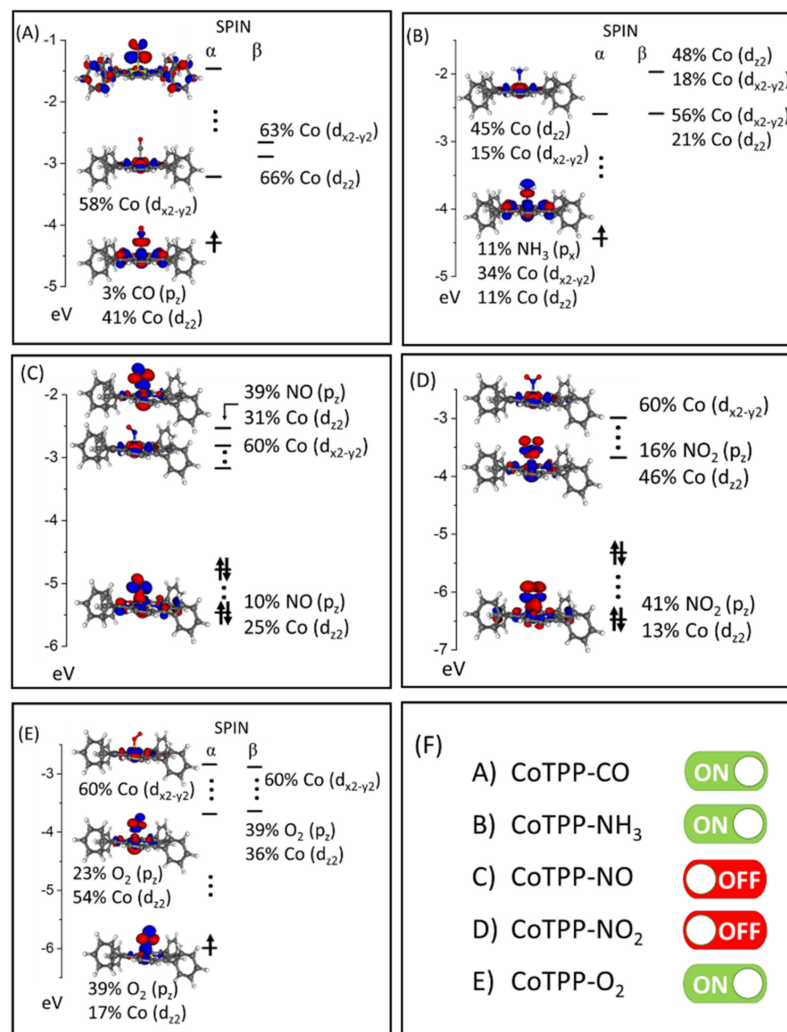 (A)
SPIN
α β
-1
-2
63% Co (dx2-y2)
-3
66% Co (dz2)
58% Co (dx2-y2)
-4
-5
3% CO (pz)
eV
41% Co (dz2)
(B)
SPIN
α β
48% Co (dz2)
18% Co (dx2-y2)
-2
56% Co (dx2-y2)
45% Co (dz2)
21% Co (dz2)
15% Co (dx2-y2)
-3
-4
11% NH3 (px)
34% Co (dx2-y2)
-5
11% Co (dz2)
eV
(C)
-2
39% NO (pz)
31% Co (dz2)
60% Co (dx2-y2)
-3
-4
-5
10% NO (pz)
25% Co (dz2)
-6
eV
(D)
60% Co (dx2-y2)
-3
16% NO2 (pz)
-4
46% Co (dz2)
-5
-6
41% NO2 (pz)
13% Co (dz2)
-7
eV
(E)
SPIN
α β
-3
60% Co (dx2-y2)
60% Co (dx2-y2)
-4
39% O2 (pz)
36% Co (dz2)
23% O2 (pz)
-5
54% Co (dz2)
-6
39% O2 (pz)
eV
17% Co (dz2)
(F)
A) CoTPP-CO ON
B) CoTPP-NH3 ON
C) CoTPP-NO OFF
D) CoTPP-NO2 OFF
E) CoTPP-O2 ON